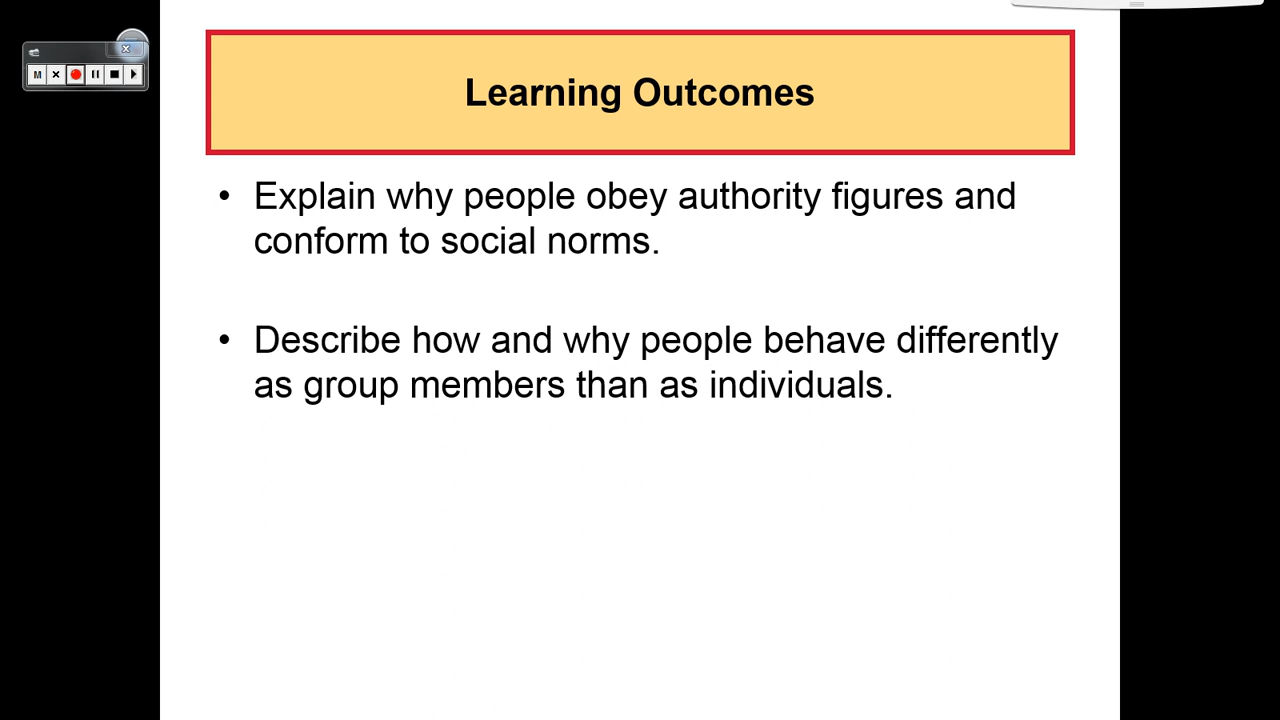 M
Learning Outcomes
• Explain why people obey authority figures and
conform to social norms.
• Describe how and why people behave differently
as group members than as individuals.